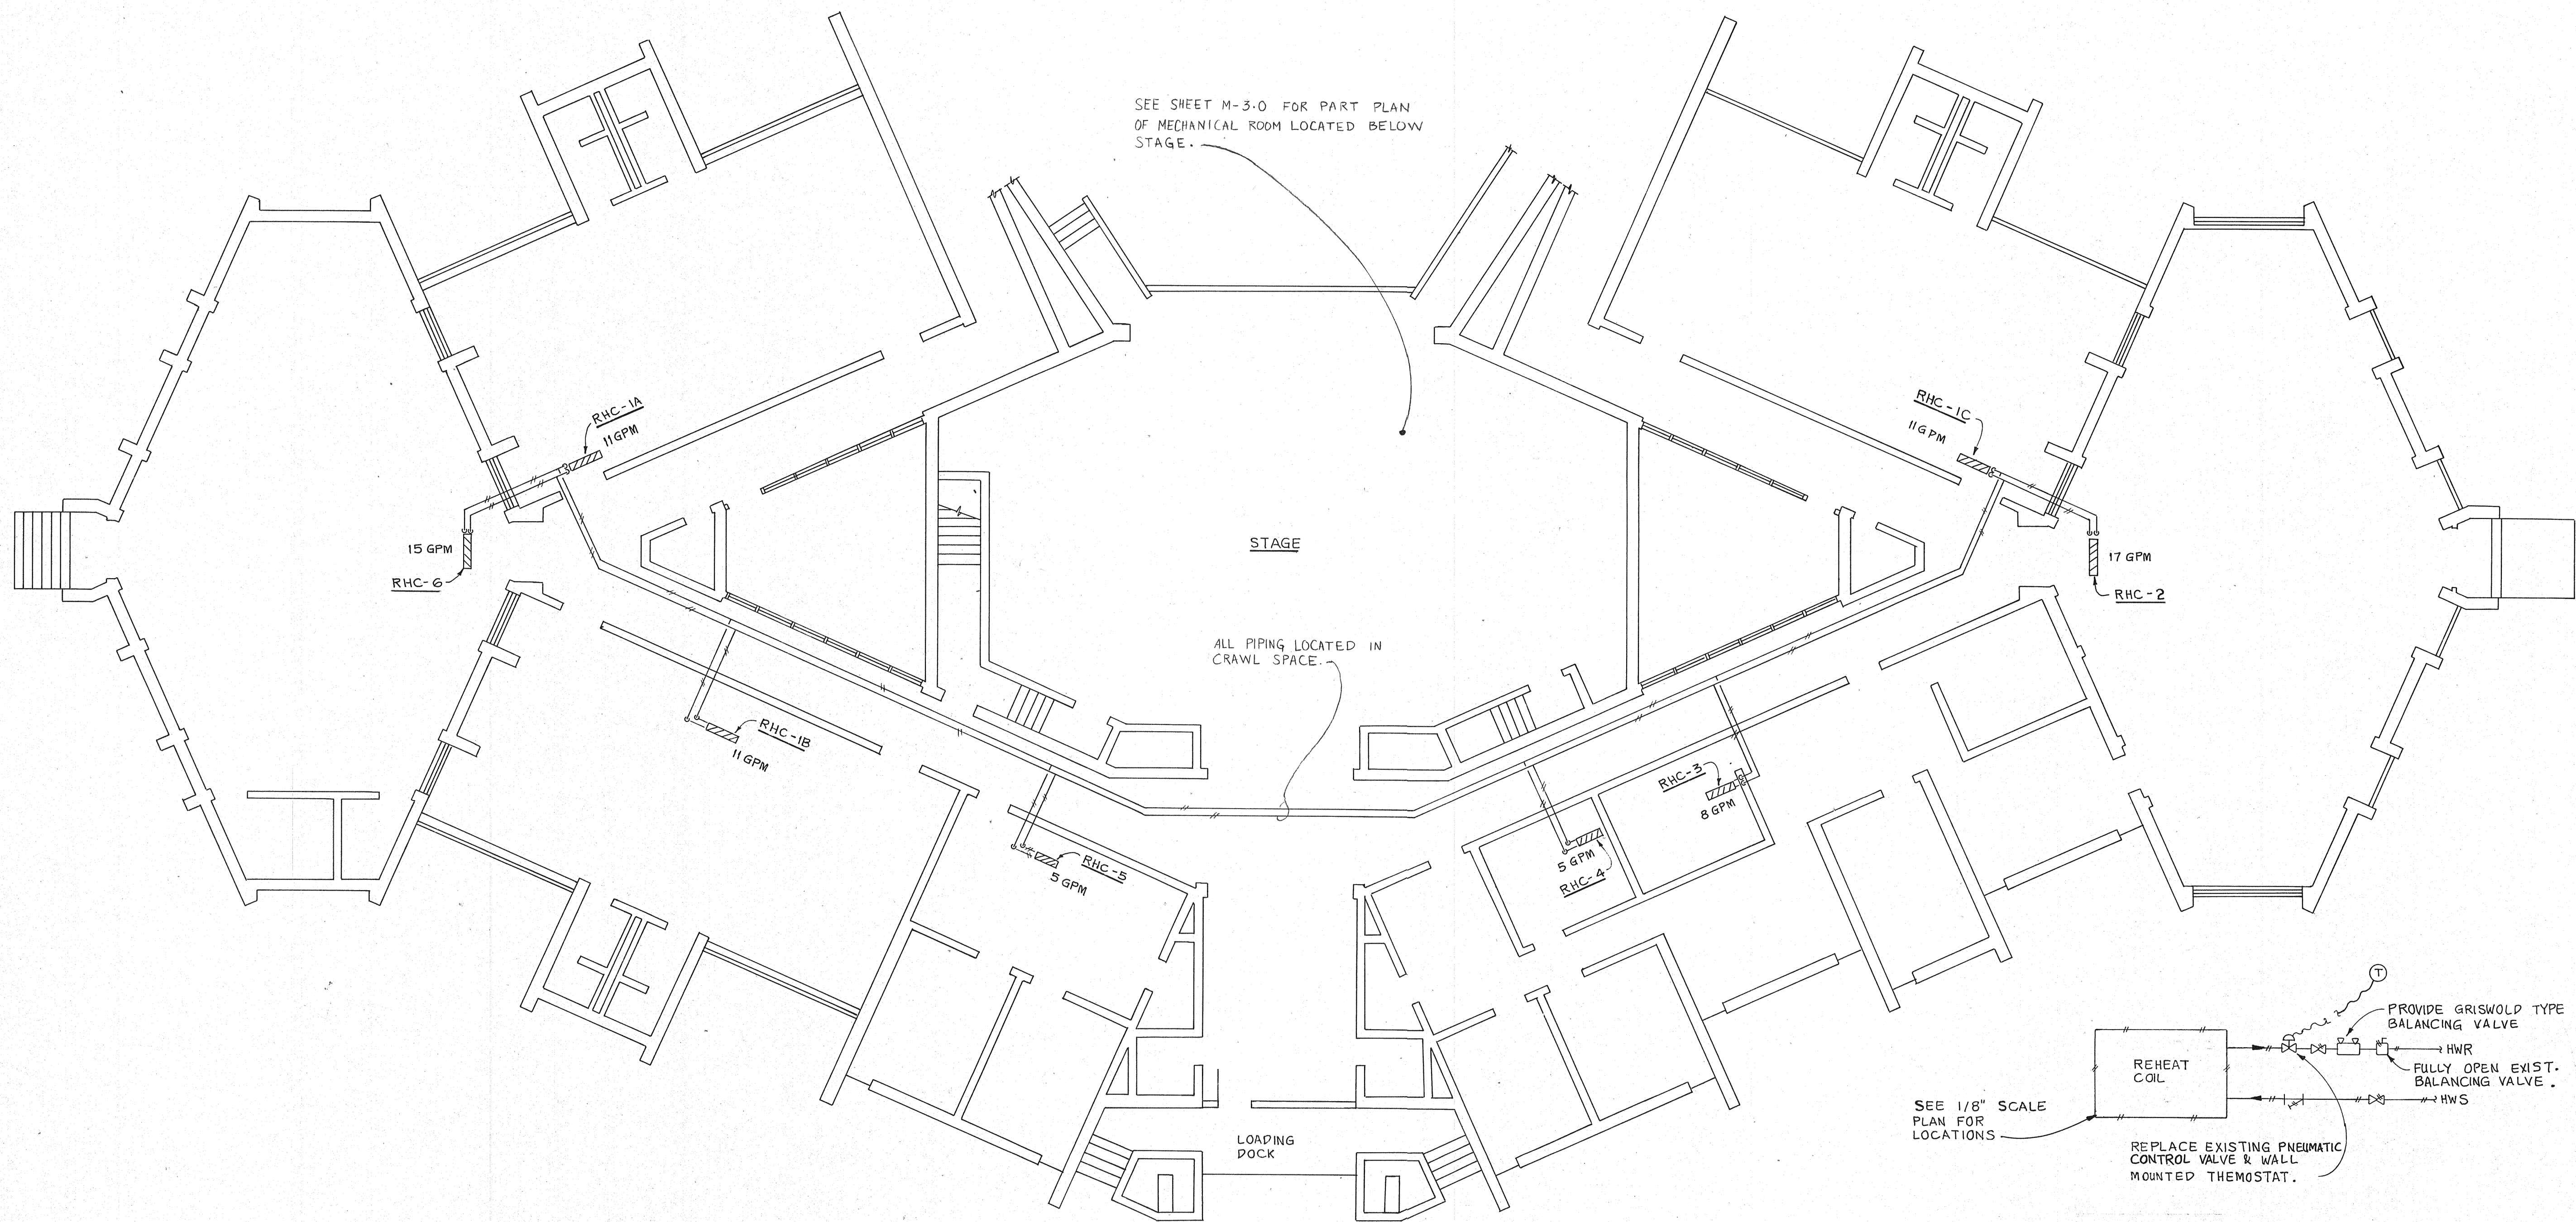 SEE SHEET M-3.0 FOR PART PLAN
OF MECHANICAL ROOM LOCATED BELOW
STAGE.
RHC-1A
11 GPM
RHC-1C
11 GPM
15 GPM
RHC-6
STAGE
17 GPM
RHC-2
ALL PIPING LOCATED IN
CRAWL SPACE.
RHC-1B
11 GPM
RHC-3
8 GPM
RHC-5
5 GPM
5 GPM
RHC-4
LOADING
DOCK
T
PROVIDE GRISWOLD TYPE
BALANCING VALVE
HWR
REHEAT
COIL
FULLY OPEN EXIST.
BALANCING VALVE.
HWS
SEE 1/8" SCALE
PLAN FOR
LOCATIONS
REPLACE EXISTING PNEUMATIC
CONTROL VALVE & WALL
MOUNTED THEMOSTAT.